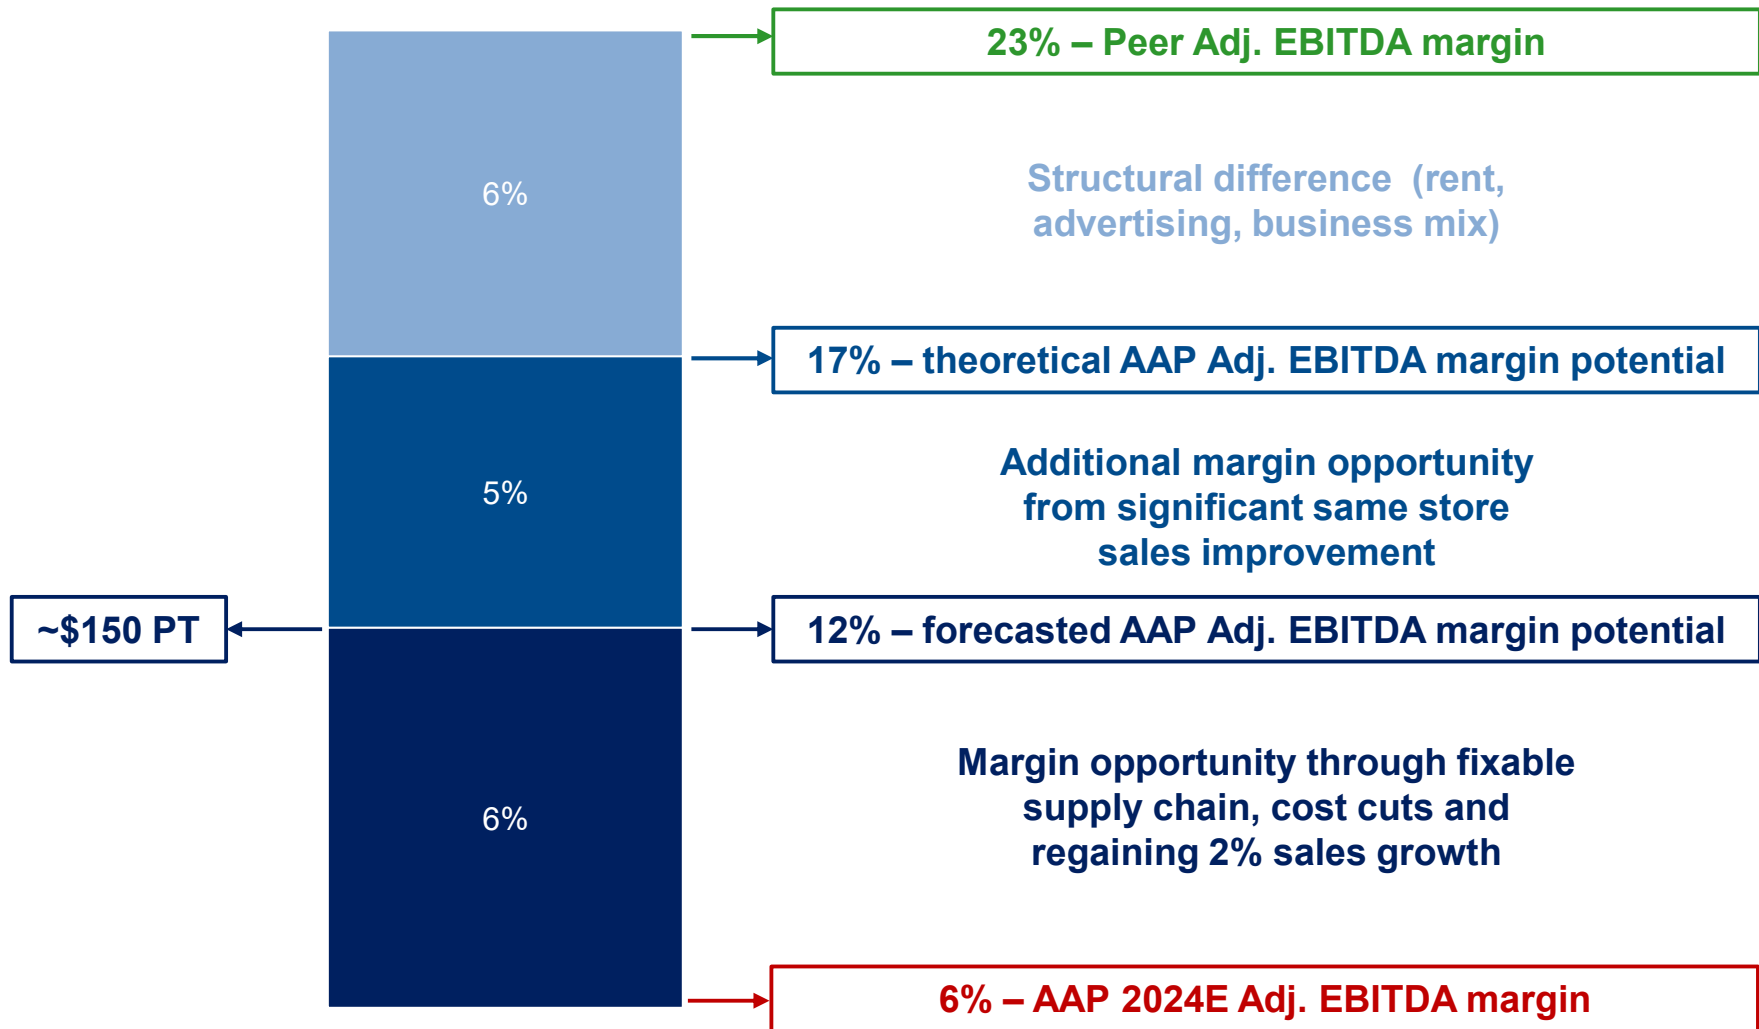 23% – Peer Adj. EBITDA margin
6%
Structural difference (rent,
advertising, business mix)
17% – theoretical AAP Adj. EBITDA margin potential
5%
Additional margin opportunity
from significant same store
sales improvement
~$150 PT
12% – forecasted AAP Adj. EBITDA margin potential
6%
Margin opportunity through fixable
supply chain, cost cuts and
regaining 2% sales growth
6% – AAP 2024E Adj. EBITDA margin